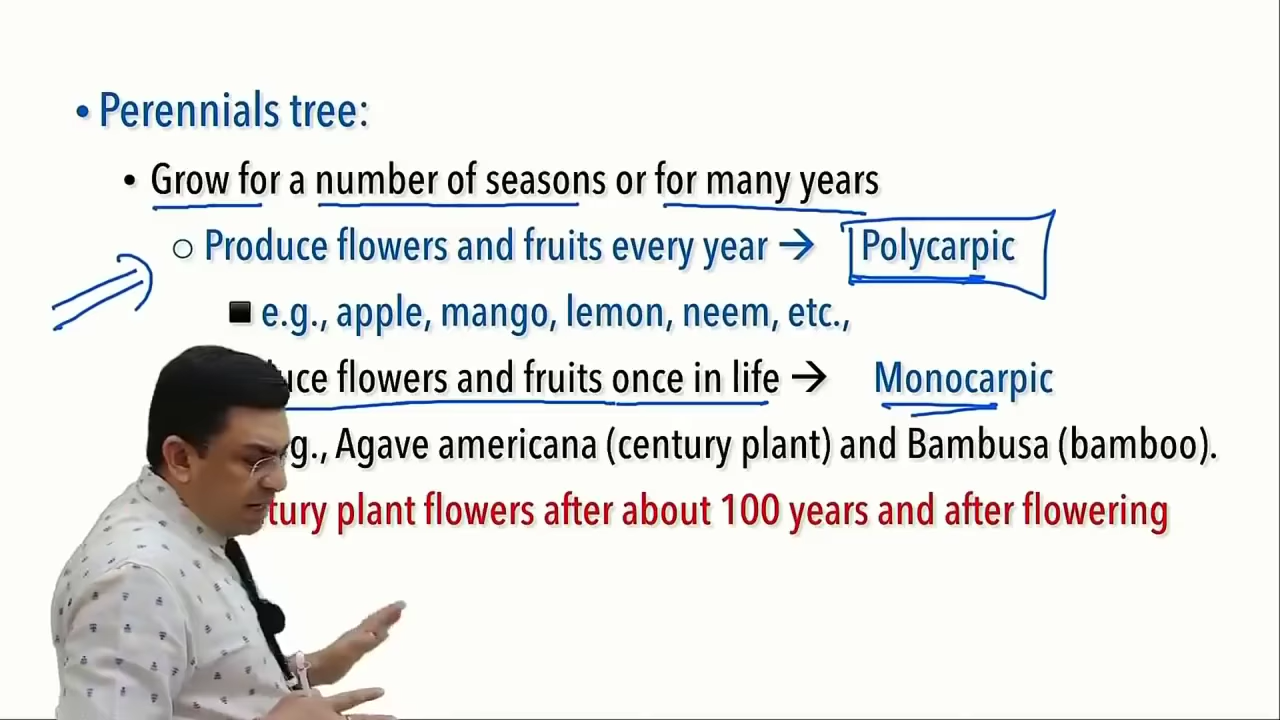 • Perennials tree:
• Grow for a number of seasons or for many years
○ Produce flowers and fruits every year → Polycarpic
■ e.g., apple, mango, lemon, neem, etc.,
flowers and fruits once in life → Monocarpic
Agave americana (century plant) and Bambusa (bamboo).
plant flowers after about 100 years and after flowering